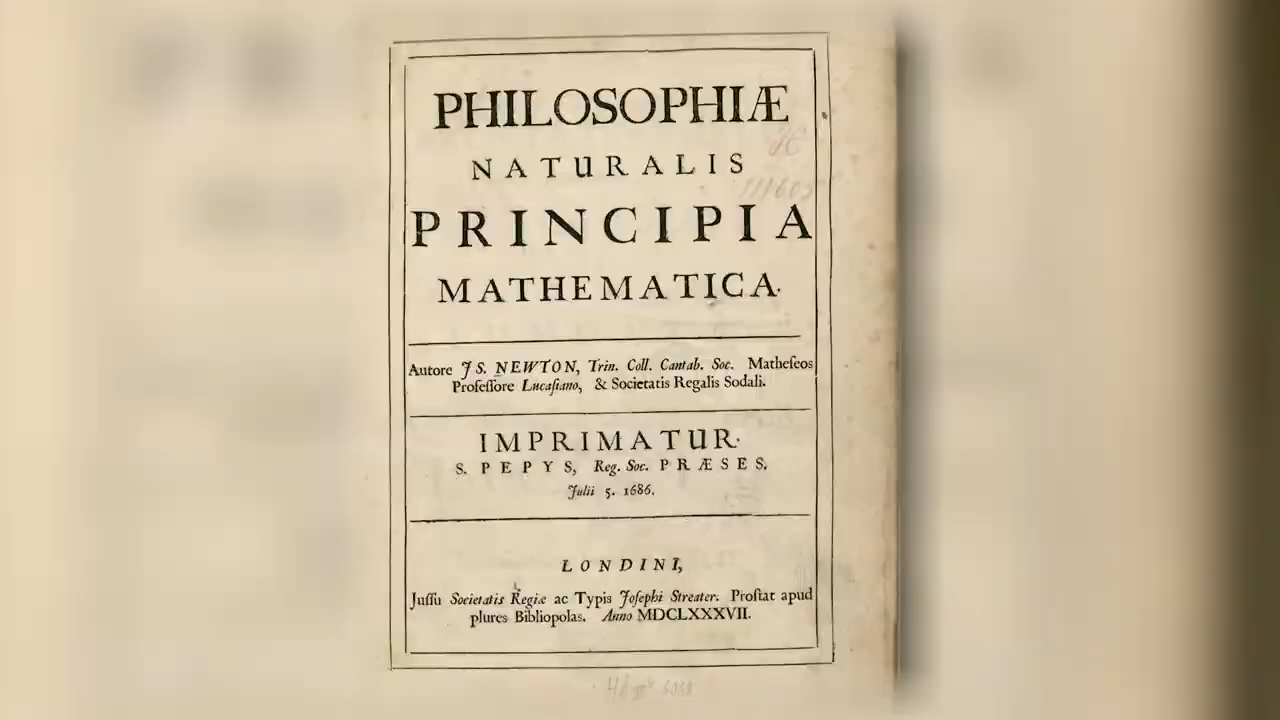 PHILOSOPHIÆ
NATURALIS
PRINCIPIA
MATHEMATICA.
Autore JS. NEWTON, Trin. Coll. Cantab. Soc. Matheſeos
Profeſſore Lucaſiano, & Societatis Regalis Sodali.
IMPRIMATUR.
S. PEPYS, Reg. Soc. PRÆSES.
Julii 5. 1686.
LONDINI,
Juſſu Societatis Regiæ ac Typis Joſephi Streater. Proſtat apud
plures Bibliopolas. Anno MDCLXXXVII.